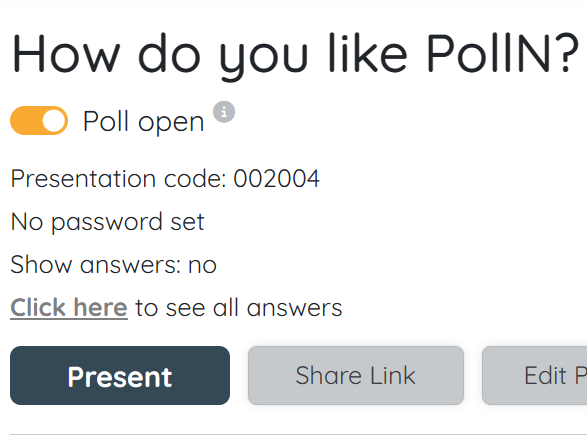 How do you like PollN?
Poll open i
Presentation code: 002004
No password set
Show answers: no
Click here to see all answers
Present Share Link Edit P